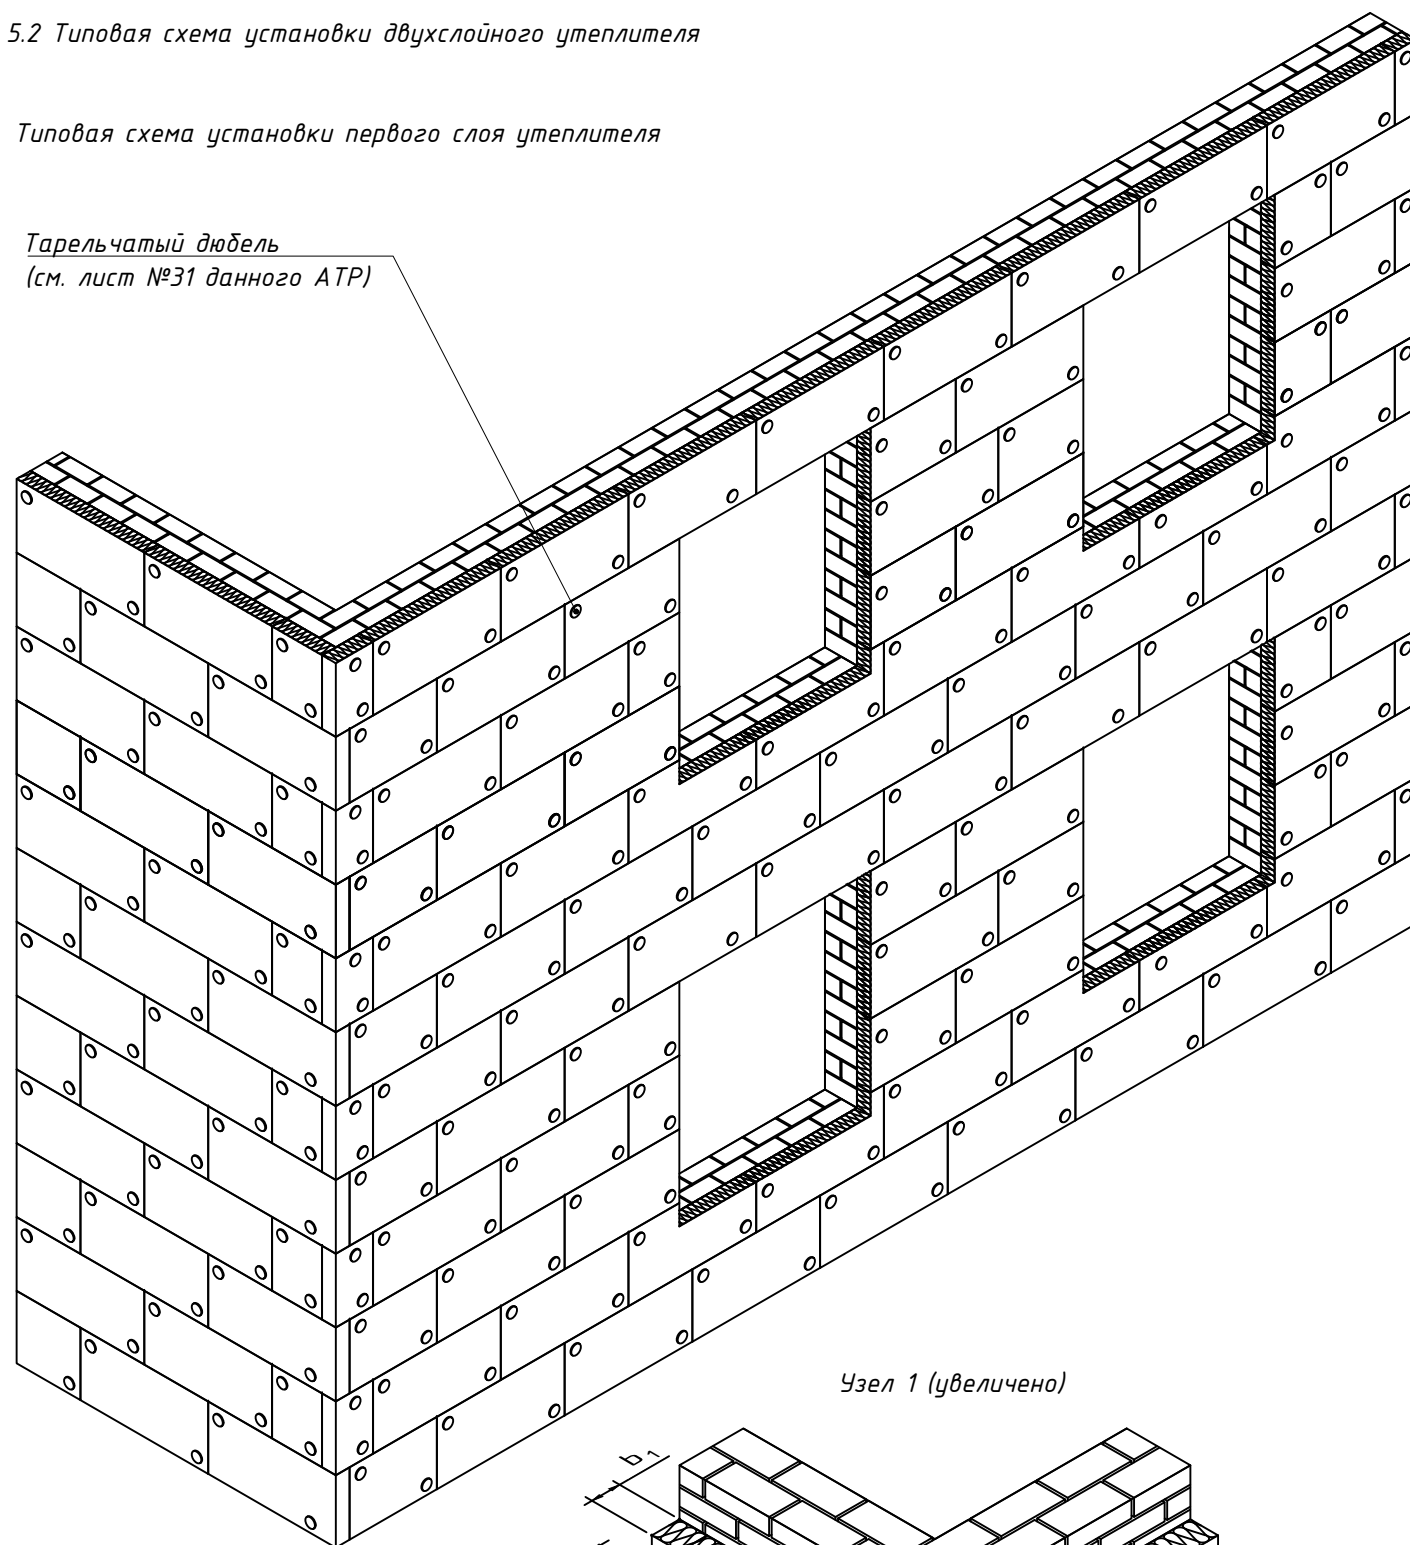 5.2 Типовая схема установки двухслойного утеплителя
Типовая схема установки первого слоя утеплителя
Тарельчатый дюбель
(см. лист №31 данного АТР)
Узел 1 (увеличено)
b1